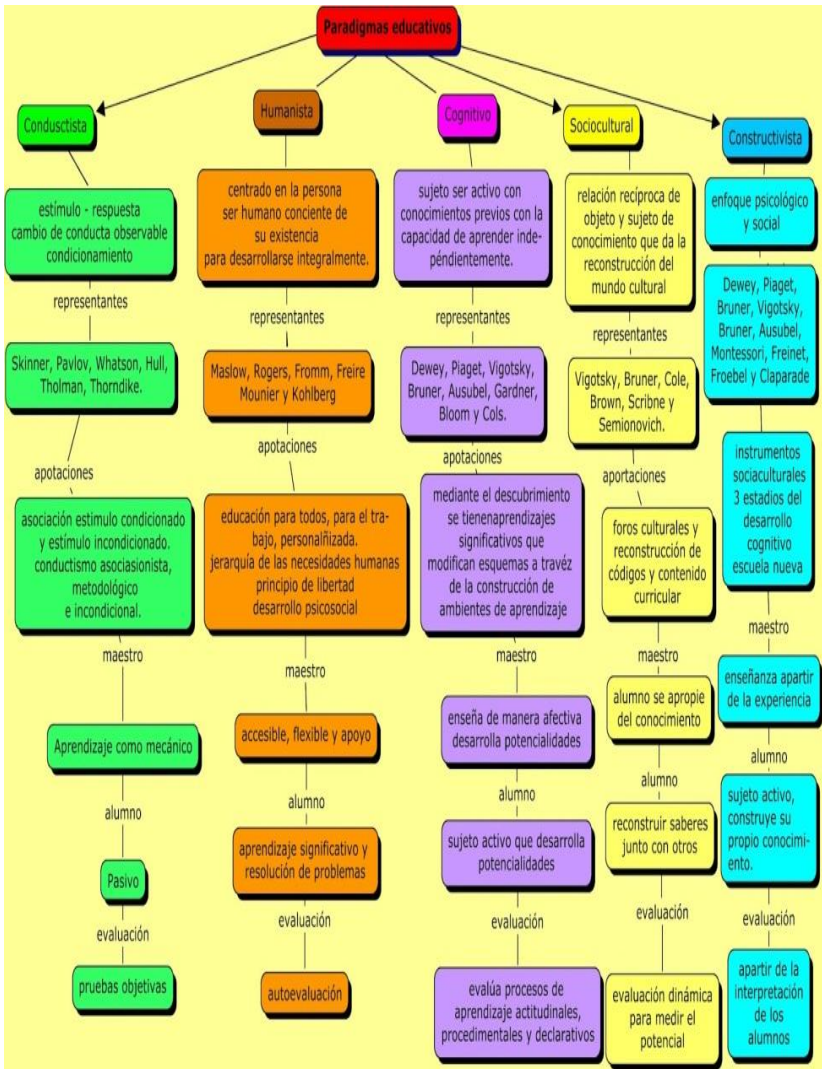 Paradigmas educativos
Condusctista
estímulo - respuesta
cambio de conducta observable
condicionamiento
representantes
Skinner, Pavlov, Whatson, Hull,
Tholman, Thorndike.
apotaciones
asociación estimulo condicionado
y estímulo incondicionado.
conductismo asociasionista,
metodológico
e incondicional.
maestro
Aprendizaje como mecánico
alumno
Pasivo
evaluación
pruebas objetivas
Humanista
centrado en la persona
ser humano conciente de
su existencia
para desarrollarse integralmente.
representantes
Maslow, Rogers, Fromm, Freire
Mounier y Kohlberg
apotaciones
educación para todos, para el tra-
bajo, personalñizada.
jerarquía de las necesidades humanas
principio de libertad
desarrollo psicosocial
maestro
accesible, flexible y apoyo
alumno
aprendizaje significativo y
resolución de problemas
evaluación
autoevaluación
Cognitivo
sujeto ser activo con
conocimientos previos con la
capacidad de aprender inde-
péndientemente.
representantes
Dewey, Piaget, Vigotsky,
Bruner, Ausubel, Gardner,
Bloom y Cols.
apotaciones
mediante el descubrimiento
se tienenaprendizajes
significativos que
modifican esquemas a travéz
de la construcción de
ambientes de aprendizaje
maestro
enseña de manera afectiva
desarrolla potencialidades
alumno
sujeto activo que desarrolla
potencialidades
evaluación
evalúa procesos de
aprendizaje actitudinales,
procedimentales y declarativos
Sociocultural
relación recíproca de
objeto y sujeto de
conocimiento que da la
reconstrucción del
mundo cultural
representantes
Vigotsky, Bruner, Cole,
Brown, Scribne y
Semionovich.
aportaciones
foros culturales y
reconstrucción de
códigos y contenido
curricular
maestro
alumno se apropie
del conocimiento
alumno
reconstruir saberes
junto con otros
evaluación
evaluación dinámica
para medir el
potencial
Constructivista
enfoque psicológico
y social
Dewey, Piaget,
Bruner, Vigotsky,
Bruner, Ausubel,
Montessori, Freinet,
Froebel y Claparade
instrumentos
sociaculturales
3 estadios del
desarrollo
cognitivo
escuela nueva
maestro
enseñanza apartir
de la experiencia
alumno
sujeto activo,
construye su
propio conocimi-
ento.
evaluación
apartir de la
interpretación
de los
alumnos